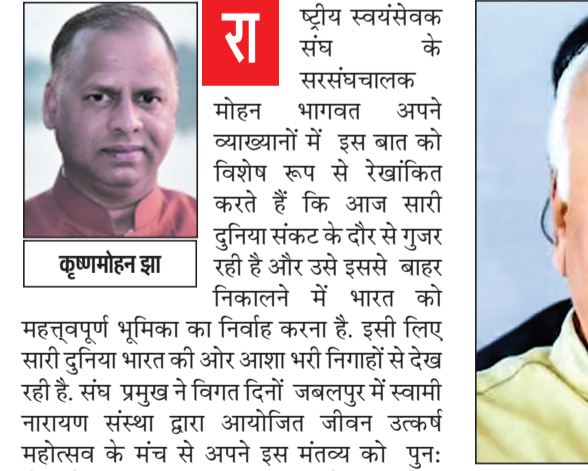 राष्ट्रीय स्वयंसेवक
संघ के
सरसंघचालक
मोहन भागवत अपने
व्याख्यानों में इस बात को
विशेष रूप से रेखांकित
करते हैं कि आज सारी
दुनिया संकट के दौर से गुजर
रही है और उसे इससे बाहर
निकालने में भारत को
महत्त्वपूर्ण भूमिका का निर्वाह करना है. इसी लिए
सारी दुनिया भारत की ओर आशा भरी निगाहों से देख
रही है. संघ प्रमुख ने विगत दिनों जबलपुर में स्वामी
नारायण संस्था द्वारा आयोजित जीवन उत्कर्ष
महोत्सव के मंच से अपने इस मंतव्य को पुन:
कृष्णमोहन झा